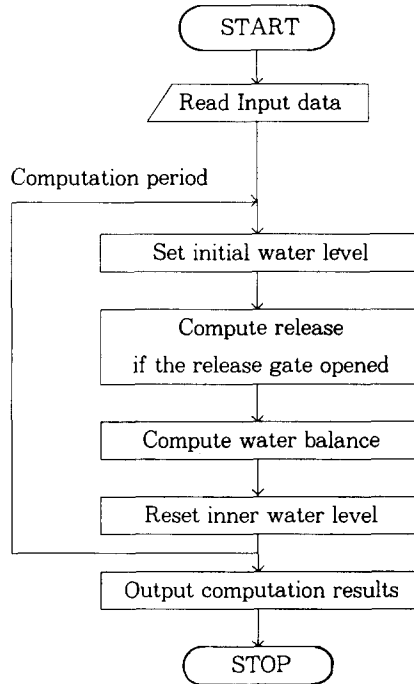 START
Read Input data
Computation period
Set initial water level
Compute release
if the release gate opened
Compute water balance
Reset inner water level
Output computation results
STOP